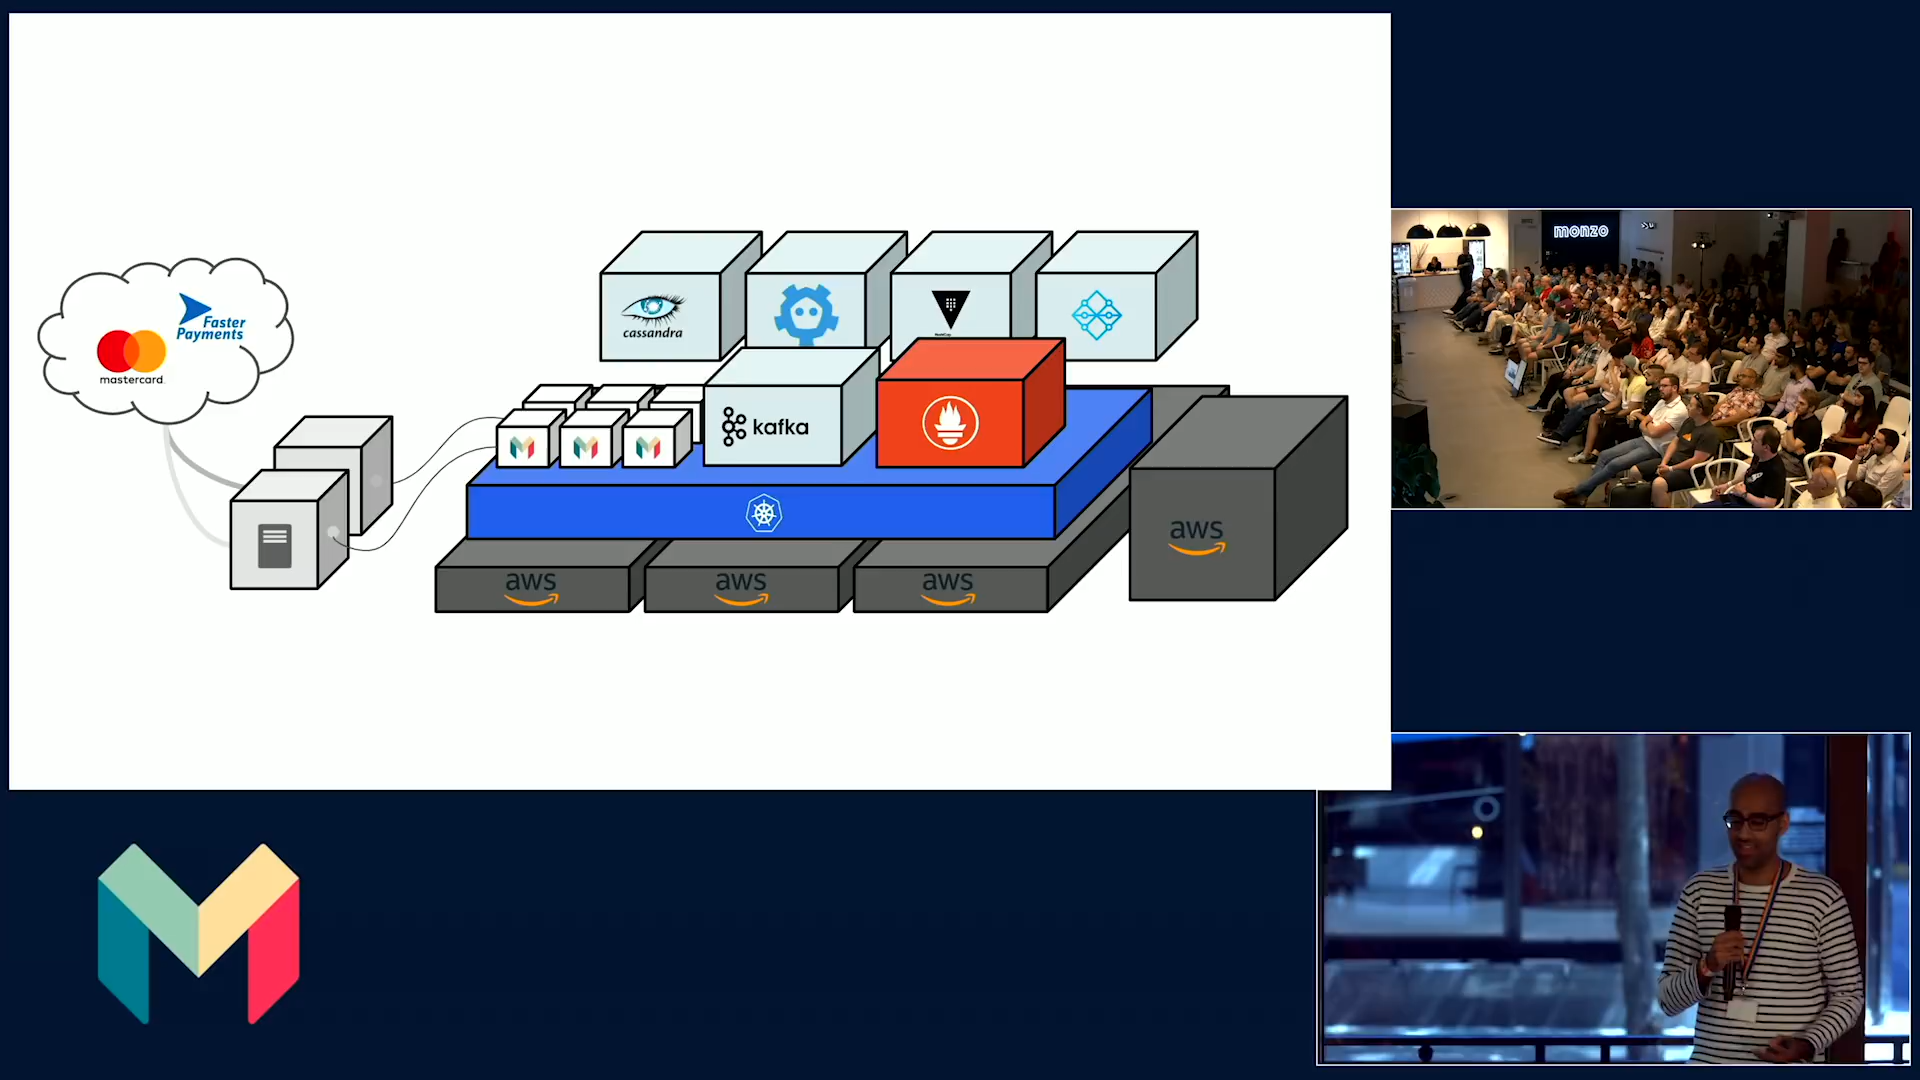 Faster
Payments
mastercard.
cassandra
kafka
aws
aws
aws
aws
monzo